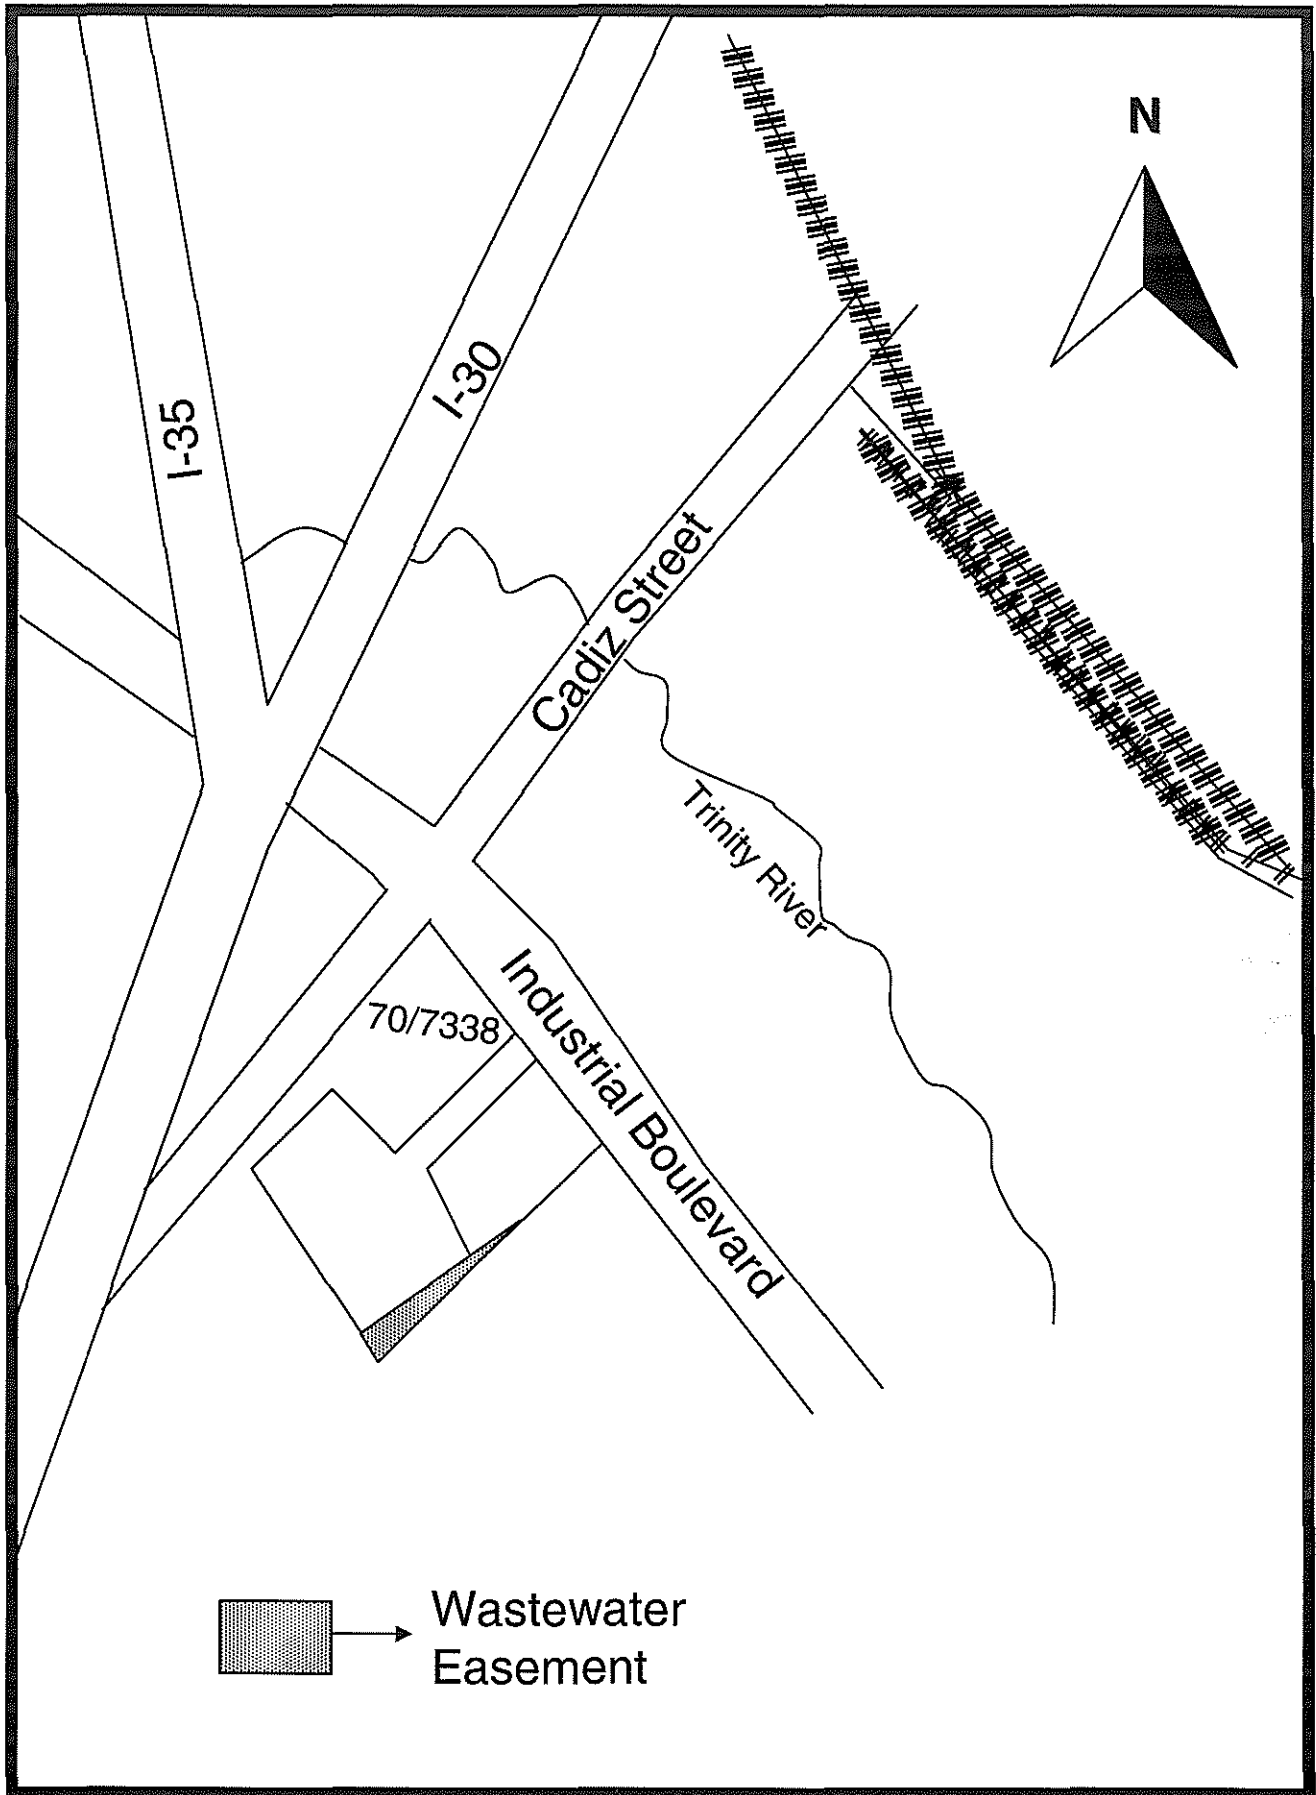 N
I-30
I-35
Cadiz Street
Trinity River
Industrial Boulevard
70/7338
Wastewater
Easement